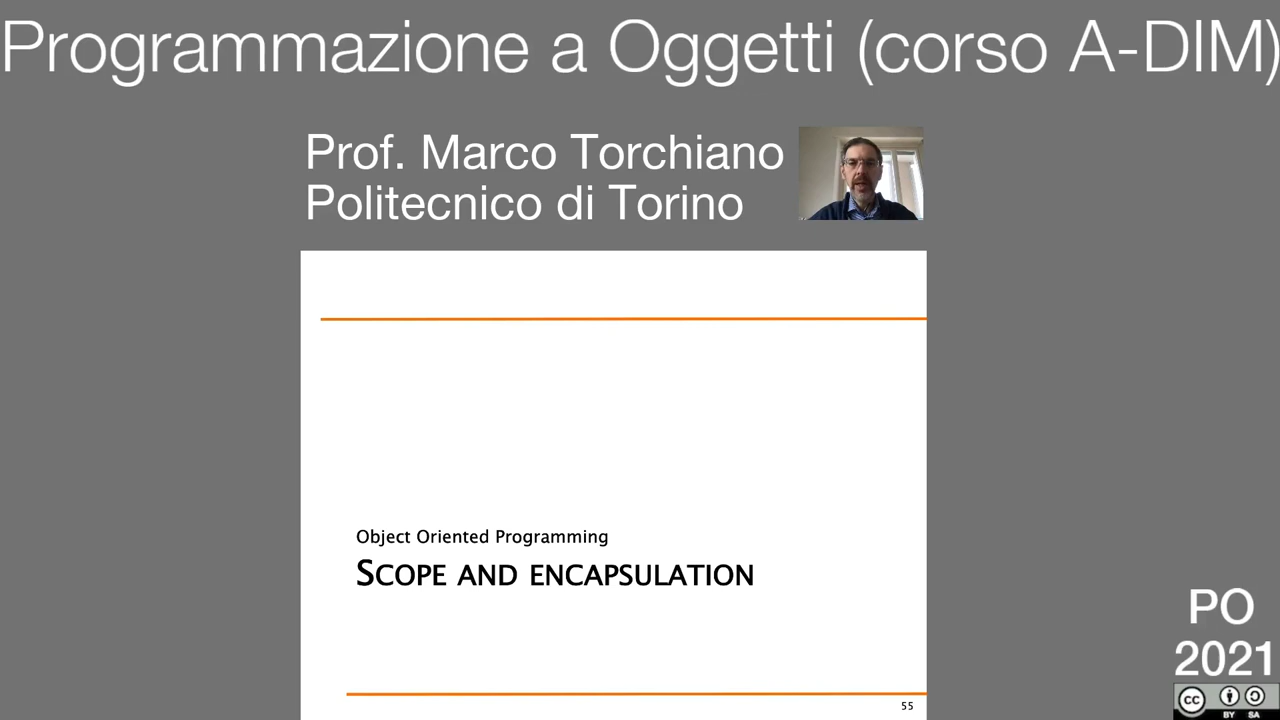 Programmazione a Oggetti (corso A-DIM)
Prof. Marco Torchiano
Politecnico di Torino
Object Oriented Programming
SCOPE AND ENCAPSULATION
55
PO
2021
cc
BY SA